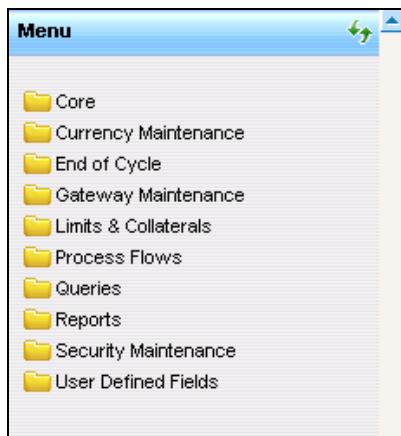 Menu
Core
Currency Maintenance
End of Cycle
Gateway Maintenance
Limits & Collaterals
Process Flows
Queries
Reports
Security Maintenance
User Defined Fields